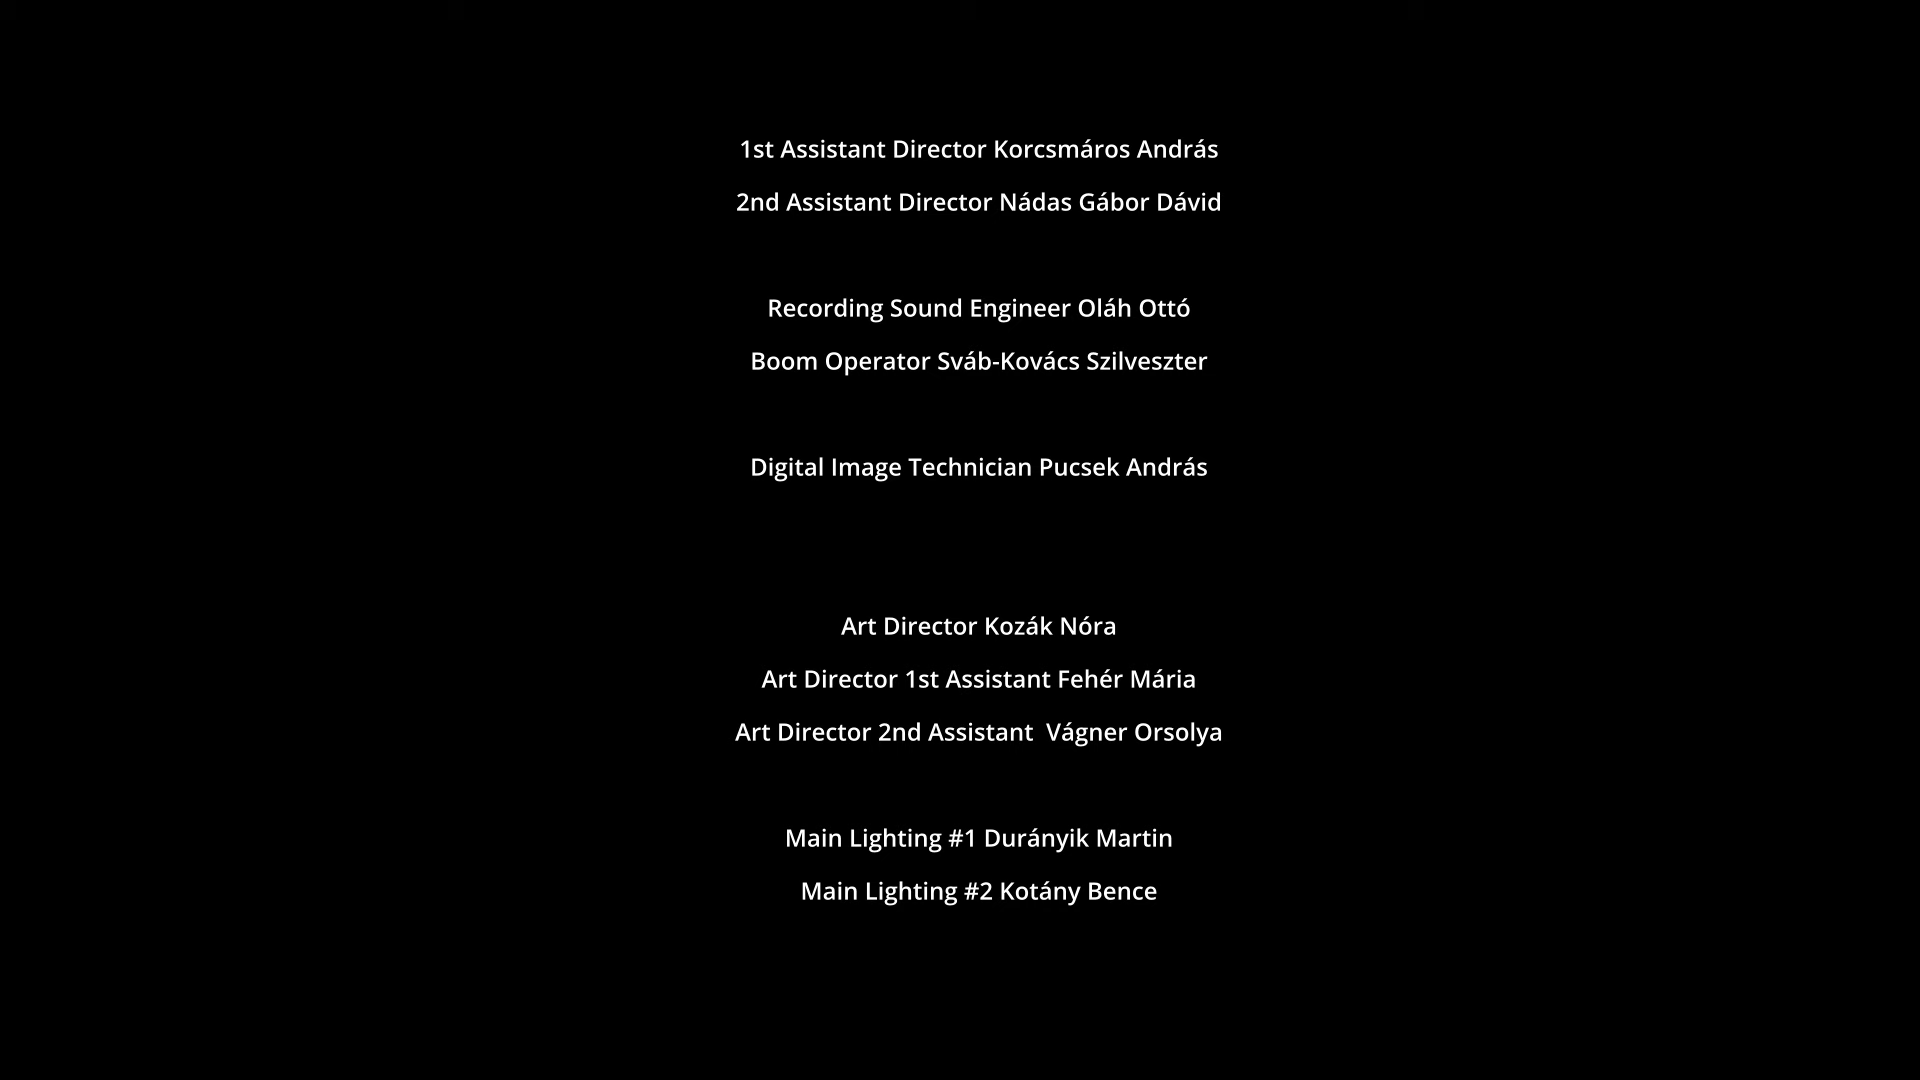 1st Assistant Director Korcsmáros András
2nd Assistant Director Nádas Gábor Dávid
Recording Sound Engineer Oláh Ottó
Boom Operator Sváb-Kovács Szilveszter
Digital Image Technician Pucsek András
Art Director Kozák Nóra
Art Director 1st Assistant Fehér Mária
Art Director 2nd Assistant  Vágner Orsolya
Main Lighting #1 Durányik Martin
Main Lighting #2 Kotány Bence